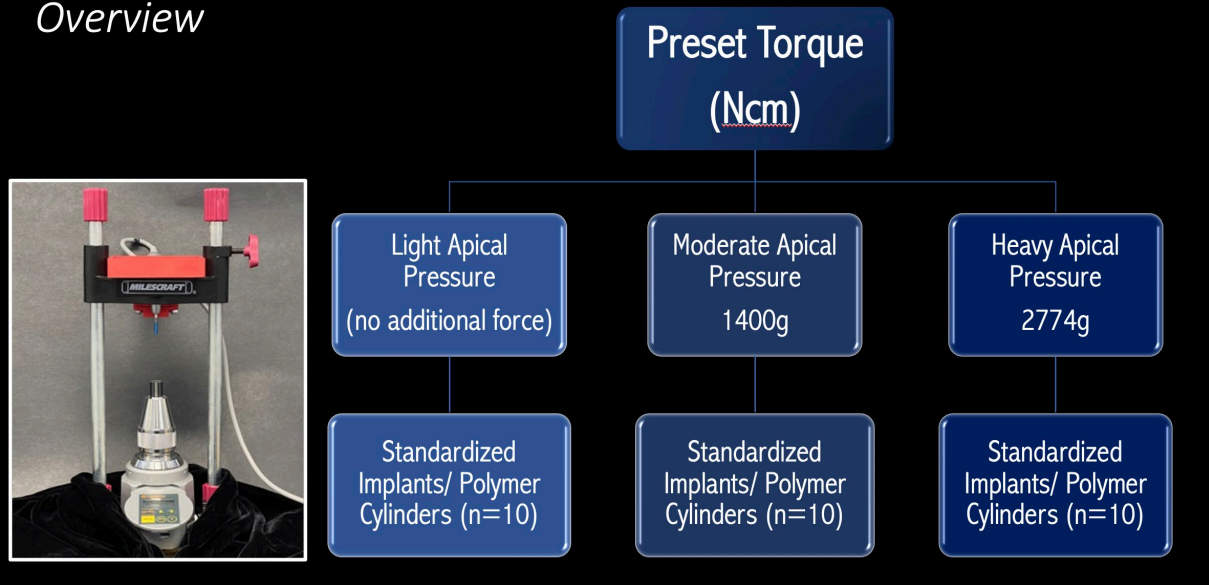 Overview
Preset Torque
(Ncm)
Light Apical
Pressure
(no additional force)
Moderate Apical
Pressure
1400g
Heavy Apical
Pressure
2774g
MILESCRAFT
Standardized
Implants/ Polymer
Cylinders (n=10)
Standardized
Implants/ Polymer
Cylinders (n=10)
Standardized
Implants/ Polymer
Cylinders (n=10)